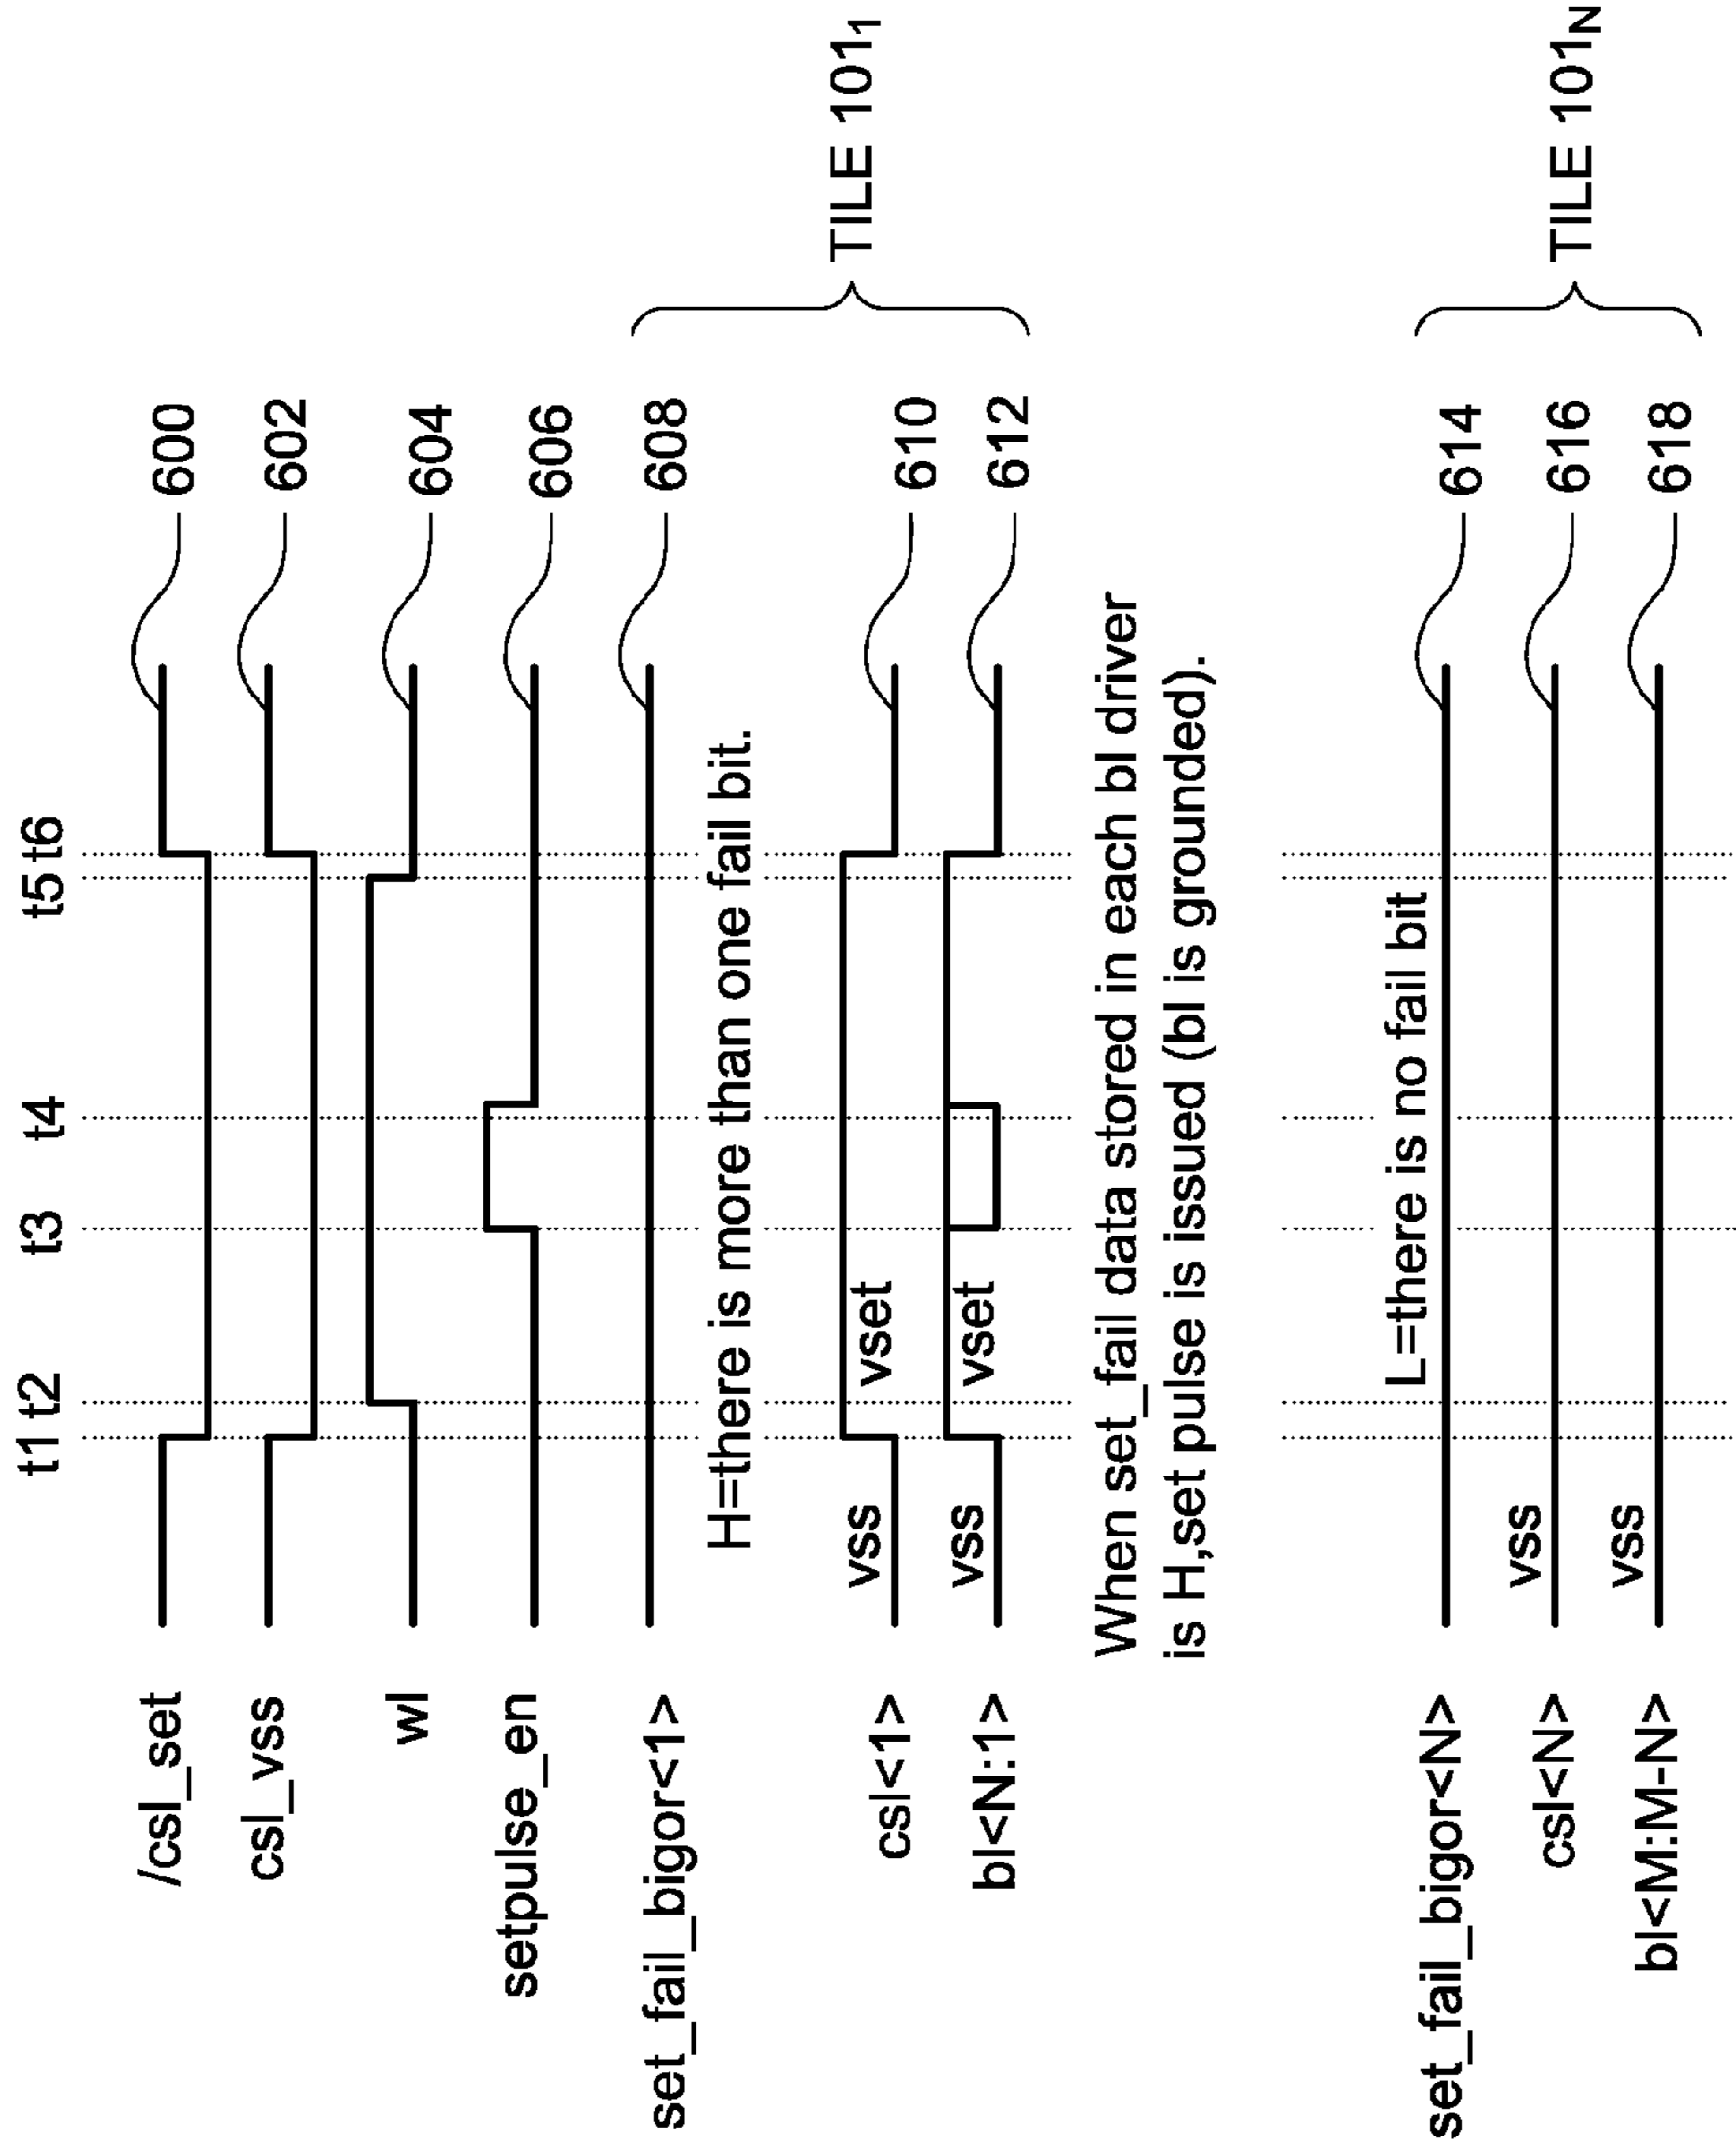 t1 t2 t3 t4 t5 t6
/csl_set 600
csl_vss 602
wl 604
setpulse_en 606
set_fail_bigor<1> 608
H=there is more than one fail bit.
csl<1> vss vset 610
bl<N:1> vss vset 612
TILE 101₁
When set_fail data stored in each bl driver
is H,set pulse is issued (bl is grounded).
L=there is no fail bit
set_fail_bigor<N> 614
csl<N> vss 616
bl<M:M-N> vss 618
TILE 101N